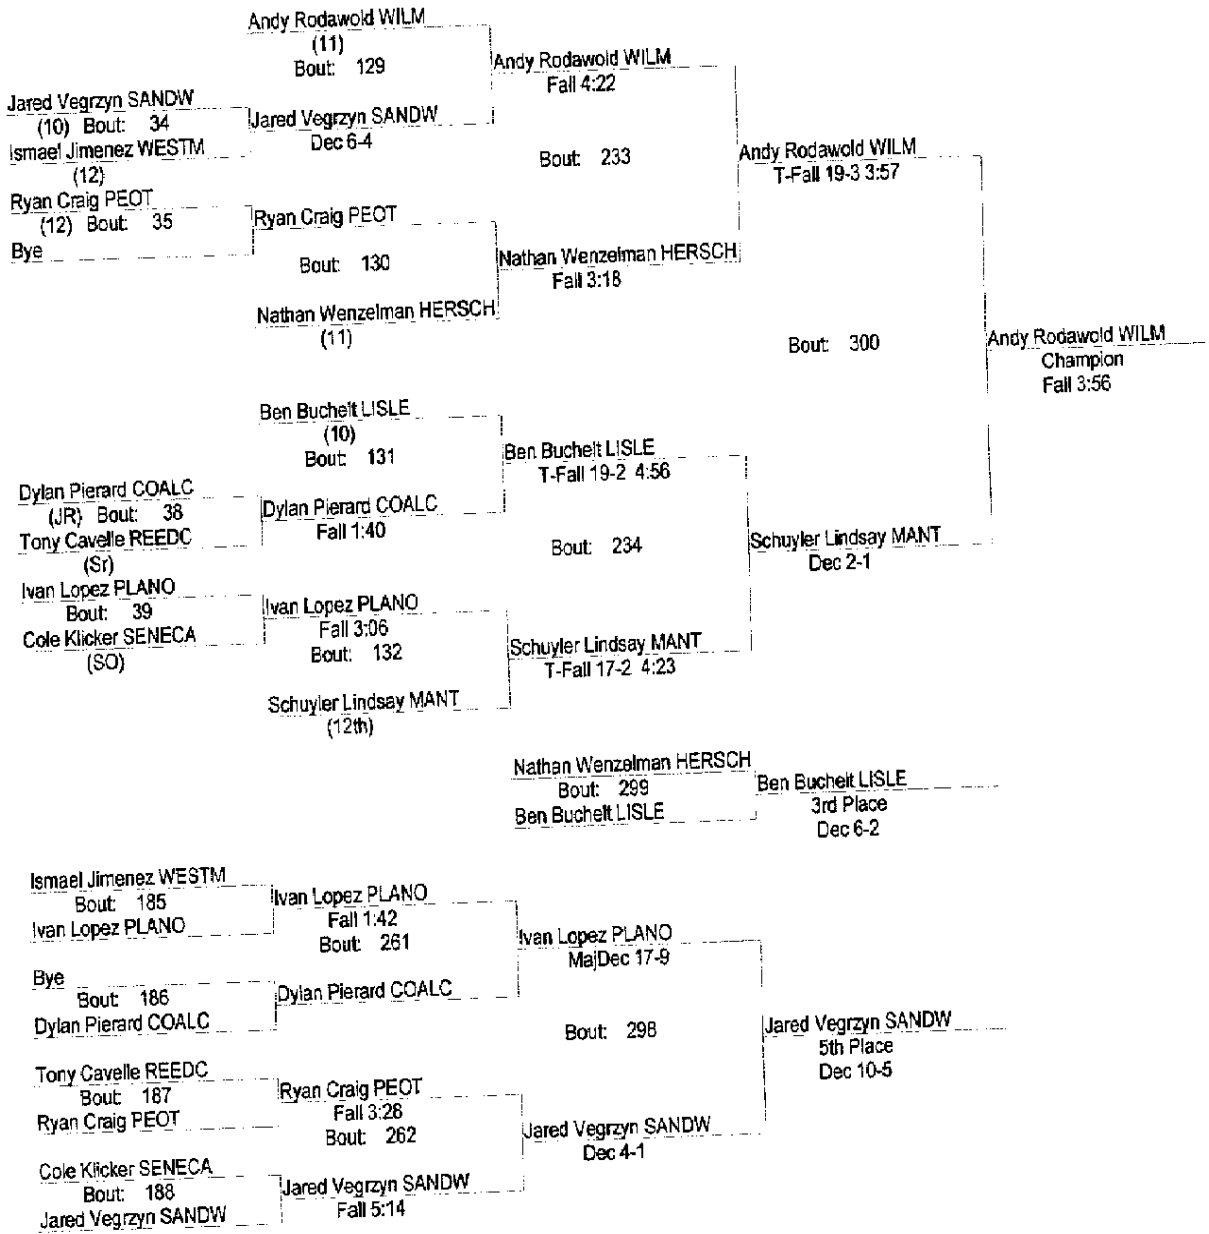 Andy Rodawold WILM
(11)
Bout: 129
Andy Rodawold WILM
Fall 4:22
Jared Vegrzyn SANDW
(10) Bout: 34
Ismael Jimenez WESTM
(12)
Jared Vegrzyn SANDW
Dec 6-4
Bout: 233
Andy Rodawold WILM
T-Fall 19-3 3:57
Ryan Craig PEOT
(12) Bout: 35
Bye
Ryan Craig PEOT
Bout: 130
Nathan Wenzelman HERSCH
Fall 3:18
Nathan Wenzelman HERSCH
(11)
Bout: 300
Andy Rodawold WILM
Champion
Fall 3:56
Ben Bucheit LISLE
(10)
Bout: 131
Ben Bucheit LISLE
T-Fall 19-2 4:56
Dylan Pierard COALC
(JR) Bout: 38
Tony Cavelle REEDC
(Sr)
Dylan Pierard COALC
Fall 1:40
Bout: 234
Schuyler Lindsay MANT
Dec 2-1
Ivan Lopez PLANO
Bout: 39
Cole Klicker SENECA
(SO)
Ivan Lopez PLANO
Fall 3:06
Bout: 132
Schuyler Lindsay MANT
T-Fall 17-2 4:23
Schuyler Lindsay MANT
(12th)
Nathan Wenzelman HERSCH
Bout: 299
Ben Bucheit LISLE
Ben Bucheit LISLE
3rd Place
Dec 6-2
Ismael Jimenez WESTM
Bout: 185
Ivan Lopez PLANO
Ivan Lopez PLANO
Fall 1:42
Bout: 261
Ivan Lopez PLANO
MajDec 17-9
Bye
Bout: 186
Dylan Pierard COALC
Dylan Pierard COALC
Bout: 298
Jared Vegrzyn SANDW
5th Place
Dec 10-5
Tony Cavelle REEDC
Bout: 187
Ryan Craig PEOT
Ryan Craig PEOT
Fall 3:28
Bout: 262
Jared Vegrzyn SANDW
Dec 4-1
Cole Klicker SENECA
Bout: 188
Jared Vegrzyn SANDW
Jared Vegrzyn SANDW
Fall 5:14